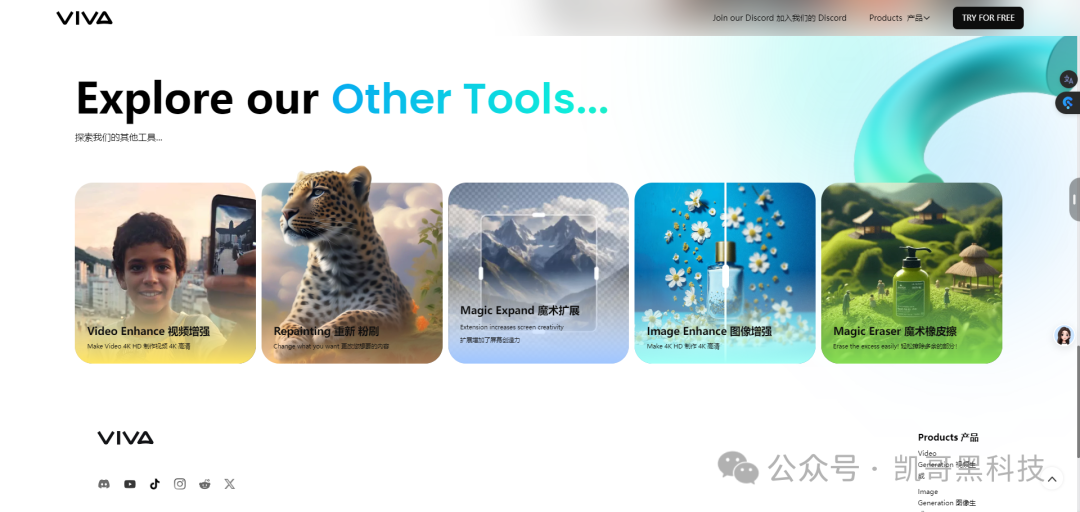 VIVA
Join our Discord 加入我们的 Discord
Products 产品
TRY FOR FREE
Explore our Other Tools...
探索我们的其他工具...
Video Enhance 视频增强
Make Video 4K HD 制作视频 4K 高清
Repainting 重新 粉刷
Change what you want 更改您想要的内容
Magic Expand 魔术扩展
Extension increases screen creativity
扩展增加了屏幕创造力
Image Enhance 图像增强
Make 4K HD 制作 4K 高清
Magic Eraser 魔术橡皮擦
Erase the excess easily! 轻松擦除多余的部分!
VIVA
Products 产品
Video
Generation 视频生
成
Image
Generation 图像生
公众号 · 凯哥黑科技